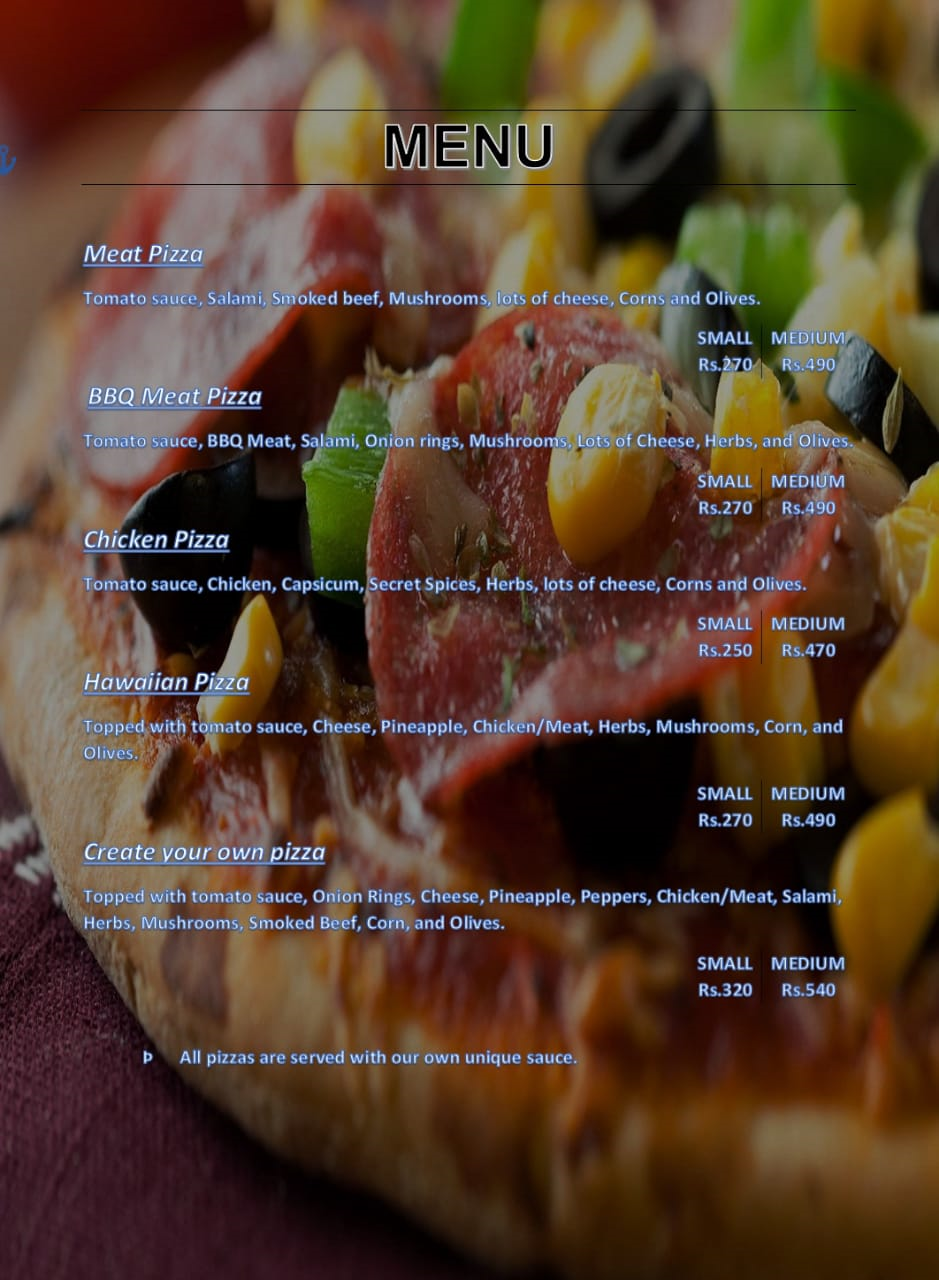 MENU
Meat Pizza
Tomato sauce, Salami, Smoked beef, Mushrooms, lots of cheese, Corns and Olives.
SMALL MEDIUM
Rs.270 Rs.490
BBQ Meat Pizza
Tomato sauce, BBQ Meat, Salami, Onion rings, Mushrooms, Lots of Cheese, Herbs, and Olives.
SMALL MEDIUM
Rs.270 Rs.490
Chicken Pizza
Tomato sauce, Chicken, Capsicum, Secret Spices, Herbs, lots of cheese, Corns and Olives.
SMALL MEDIUM
Rs.250 Rs.470
Hawaiian Pizza
Topped with tomato sauce, Cheese, Pineapple, Chicken/Meat, Herbs, Mushrooms, Corn, and
Olives.
SMALL MEDIUM
Rs.270 Rs.490
Create your own pizza
Topped with tomato sauce, Onion Rings, Cheese, Pineapple, Peppers, Chicken/Meat, Salami,
Herbs, Mushrooms, Smoked Beef, Corn, and Olives.
SMALL MEDIUM
Rs.320 Rs.540
Þ All pizzas are served with our own unique sauce.